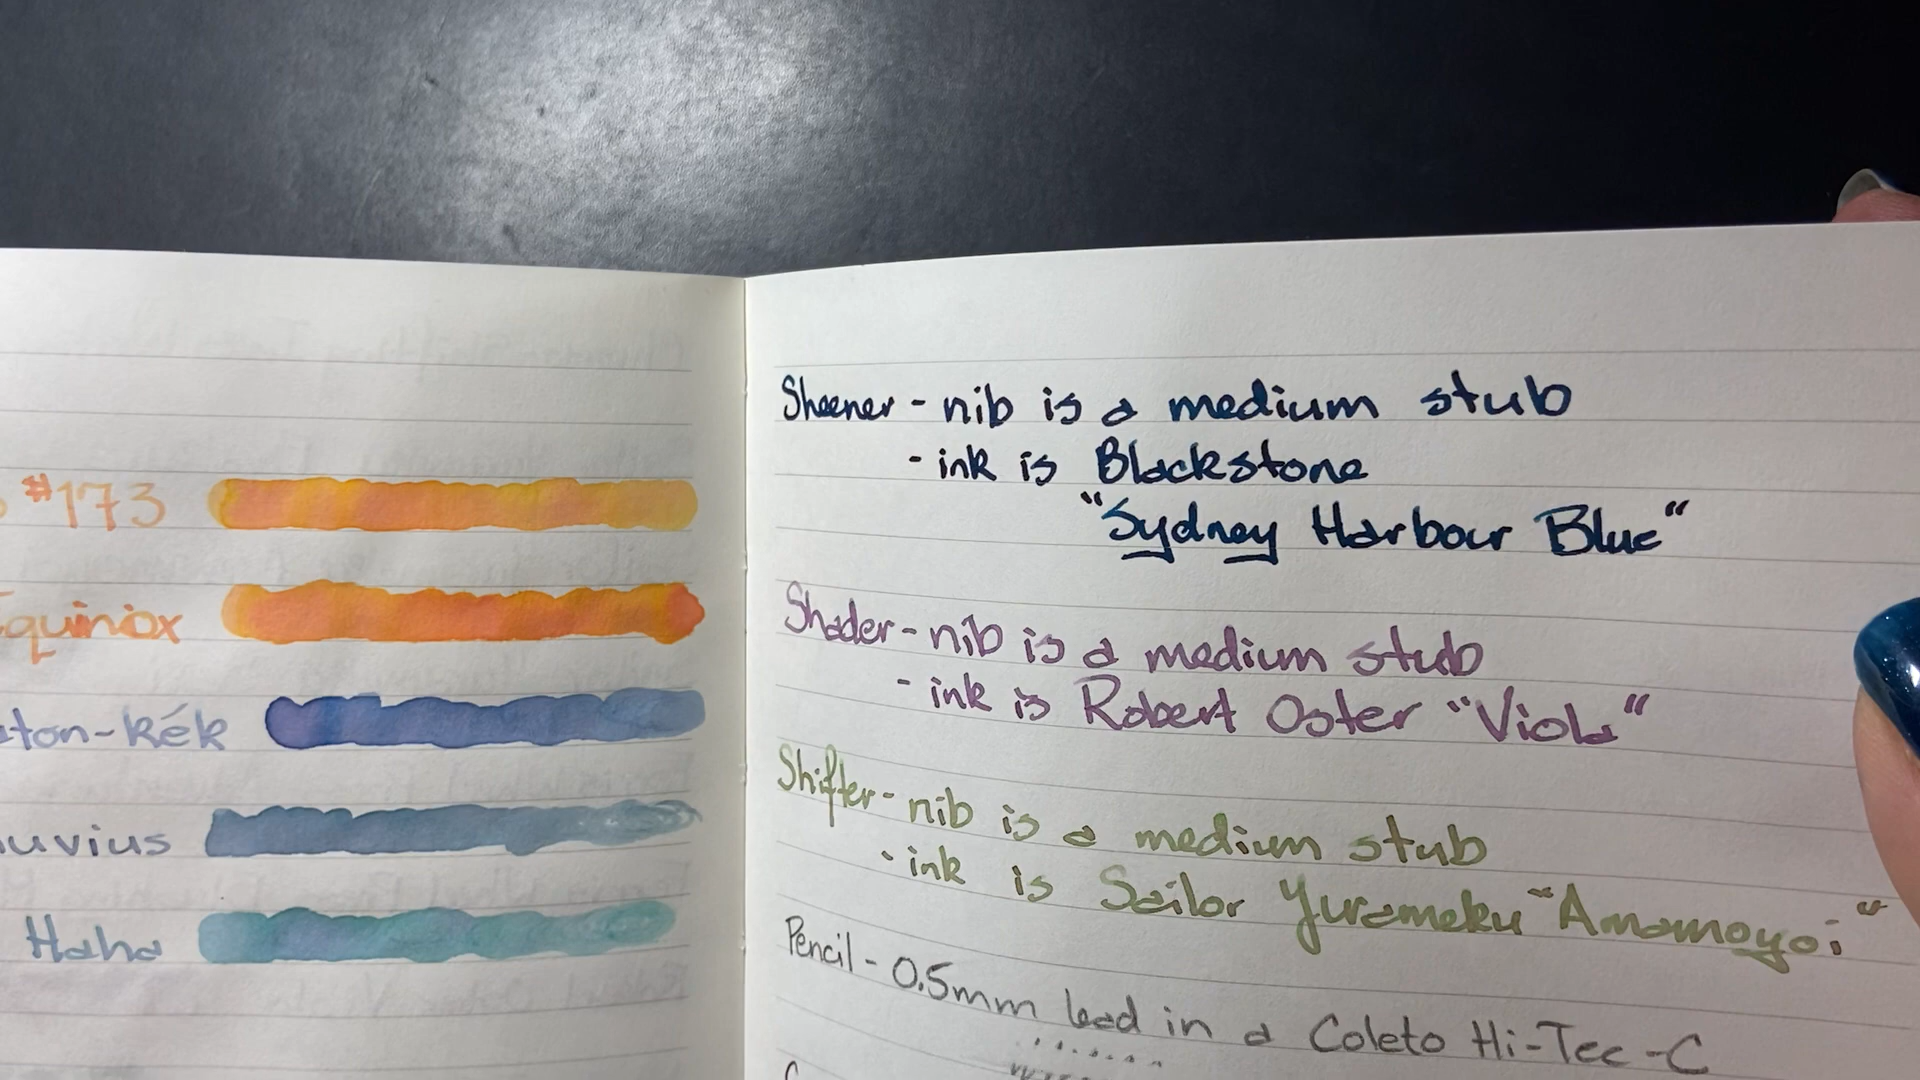 #173
Equinox
ton-kék
uvius
Haha
Sheener - nib is a medium stub
- ink is Blackstone
"Sydney Harbour Blue"
Shader - nib is a medium stub
- ink is Robert Oster "Viola"
Shifter - nib is a medium stub
- ink is Sailor Yurameku "Amamoyoi"
Pencil - 0.5mm lead in a Coleto Hi-Tec-C